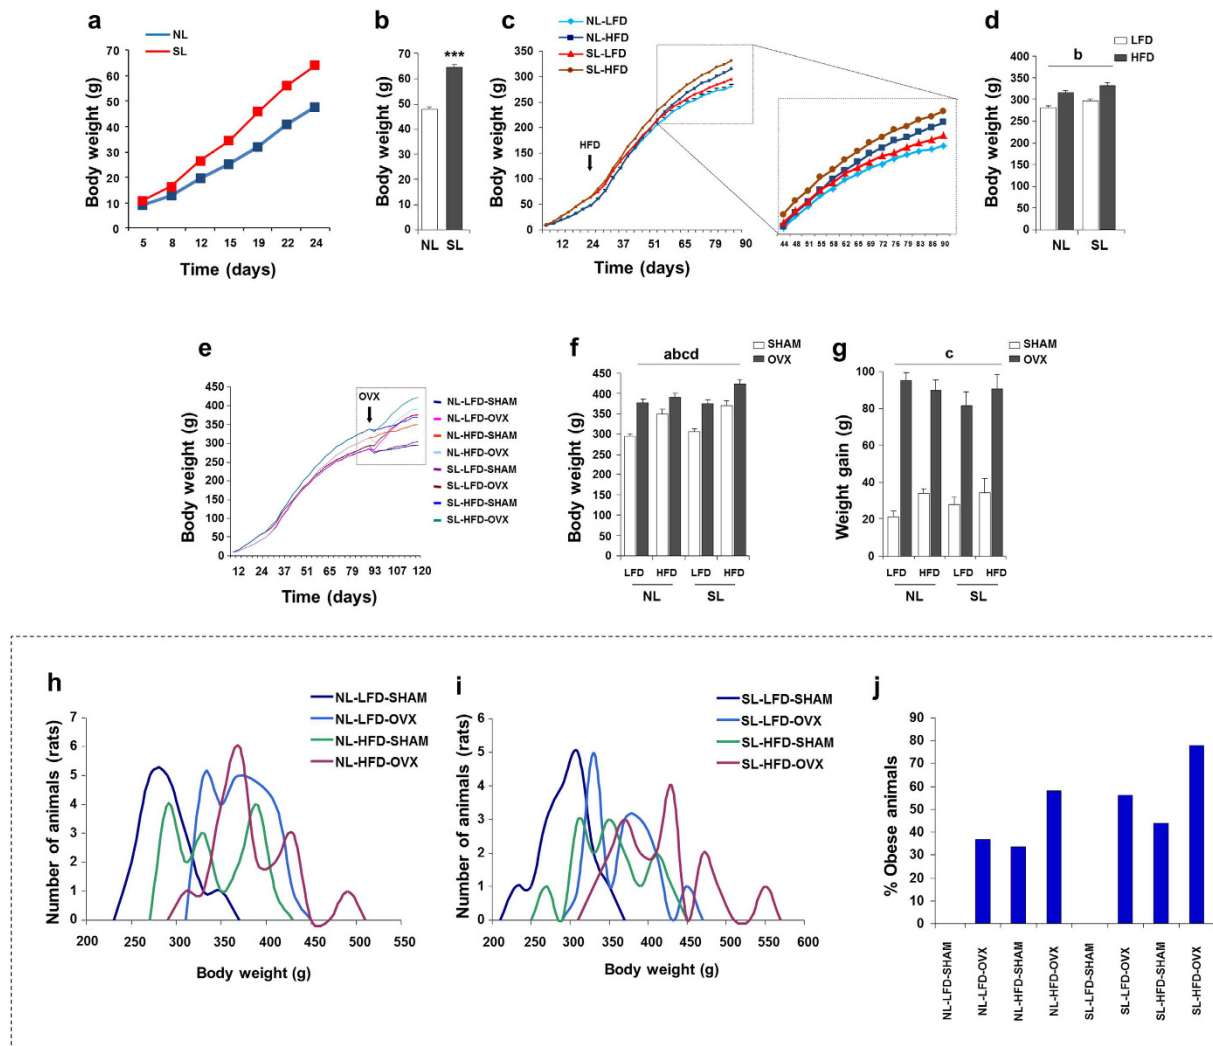 a
NL
SL
Body weight (g)
70
60
50
40
30
20
10
0
5 8 12 15 19 22 24
Time (days)
b
Body weight (g)
70
60
50
40
30
20
10
0
***
NL SL
c
NL-LFD
NL-HFD
SL-LFD
SL-HFD
Body weight (g)
350
300
250
200
150
100
50
0
HFD
12 24 37 51 65 79 90
Time (days)
44 48 51 55 58 62 65 69 72 76 79 83 86 90
d
LFD
HFD
b
Body weight (g)
400
350
300
250
200
150
100
50
0
NL SL
e
Body weight (g)
450
400
350
300
250
200
150
100
50
0
OVX
12 24 37 51 65 79 93 107 120
Time (days)
NL-LFD-SHAM
NL-LFD-OVX
NL-HFD-SHAM
NL-HFD-OVX
SL-LFD-SHAM
SL-LFD-OVX
SL-HFD-SHAM
SL-HFD-OVX
f
SHAM
OVX
abcd
Body weight (g)
450
400
350
300
250
200
150
100
50
0
LFD HFD LFD HFD
NL SL
g
SHAM
OVX
c
Weight gain (g)
100
80
60
40
20
0
LFD HFD LFD HFD
NL SL
h
NL-LFD-SHAM
NL-LFD-OVX
NL-HFD-SHAM
NL-HFD-OVX
Number of animals (rats)
7
6
5
4
3
2
1
0
200 250 300 350 400 450 500 550
Body weight (g)
i
SL-LFD-SHAM
SL-LFD-OVX
SL-HFD-SHAM
SL-HFD-OVX
Number of animals (rats)
6
5
4
3
2
1
0
200 250 300 350 400 450 500 550 600
Body weight (g)
j
% Obese animals
90
80
70
60
50
40
30
20
10
0
NL-LFD-SHAM
NL-LFD-OVX
NL-HFD-SHAM
NL-HFD-OVX
SL-LFD-SHAM
SL-LFD-OVX
SL-HFD-SHAM
SL-HFD-OVX